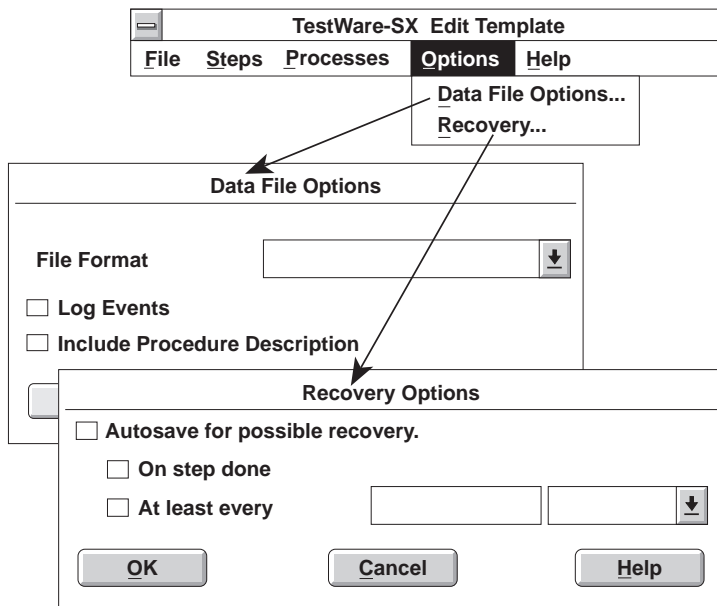 TestWare-SX Edit Template
File Steps Processes Options Help
Data File Options...
Recovery...
Data File Options
File Format
Log Events
Include Procedure Description
Recovery Options
Autosave for possible recovery.
On step done
At least every
OK Cancel Help